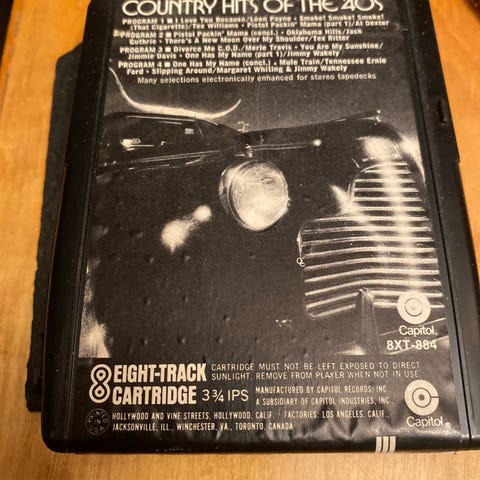 COUNTRY HITS OF THE 40S
PROGRAM 1 ■ I Love You Because/Leon Payne • Smoke! Smoke! Smoke!
(That Cigarette)/Tex Williams • Pistol Packin' Mama (part 1)/Al Dexter
PROGRAM 2 ■ Pistol Packin' Mama (concl.) • Oklahoma Hills/Jack
Guthrie • There's A New Moon Over My Shoulder/Tex Ritter
PROGRAM 3 ■ Divorce Me C.O.D./Merle Travis • You Are My Sunshine/
Jimmie Davis • One Has My Name (part 1)/Jimmy Wakely
PROGRAM 4 ■ One Has My Name (concl.) • Mule Train/Tennessee Ernie
Ford • Slipping Around/Margaret Whiting & Jimmy Wakely
Many selections electronically enhanced for stereo tapedecks
Capitol.
8XT-884
8 EIGHT-TRACK
CARTRIDGE 3 3/4 IPS
CARTRIDGE MUST NOT BE LEFT EXPOSED TO DIRECT
SUNLIGHT. REMOVE FROM PLAYER WHEN NOT IN USE.
MANUFACTURED BY CAPITOL RECORDS, INC.,
A SUBSIDIARY OF CAPITOL INDUSTRIES, INC.,
HOLLYWOOD AND VINE STREETS, HOLLYWOOD, CALIF. • FACTORIES: LOS ANGELES, CALIF.,
JACKSONVILLE, ILL., WINCHESTER, VA., TORONTO, CANADA
PRINTED IN USA
Capitol.